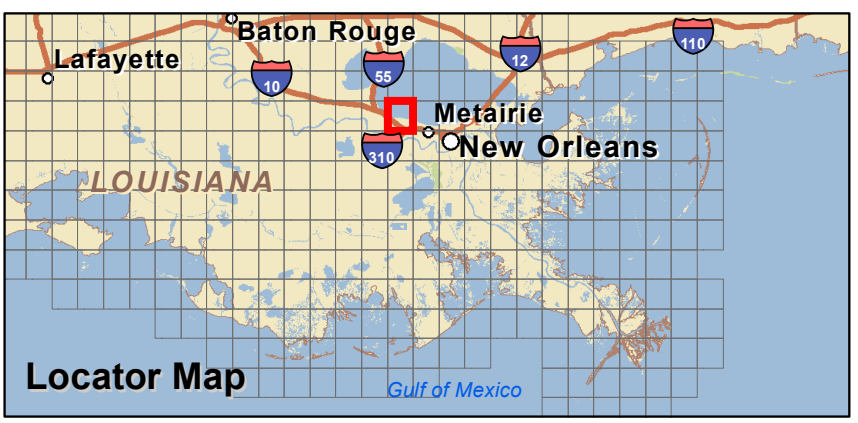 Baton Rouge
Lafayette
10
55
12
110
Metairie
New Orleans
310
LOUISIANA
Locator Map
Gulf of Mexico